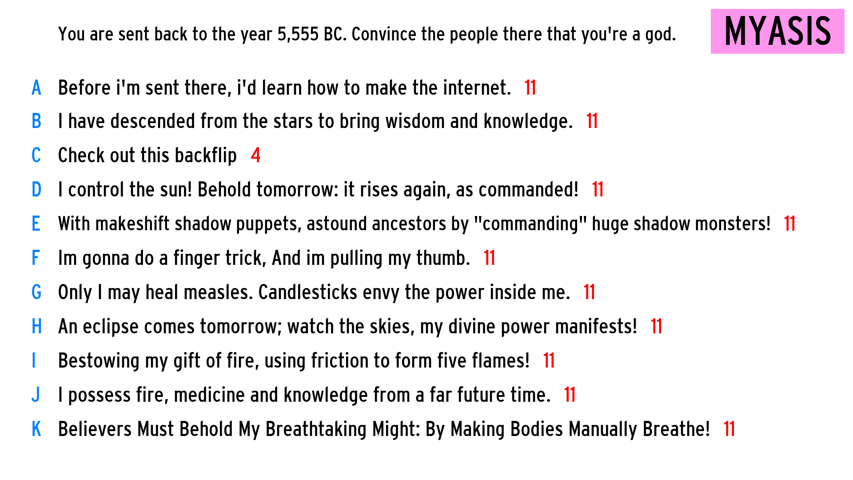 You are sent back to the year 5,555 BC. Convince the people there that you're a god.
MYASIS
A Before i'm sent there, i'd learn how to make the internet. 11
B I have descended from the stars to bring wisdom and knowledge. 11
C Check out this backflip 4
D I control the sun! Behold tomorrow: it rises again, as commanded! 11
E With makeshift shadow puppets, astound ancestors by "commanding" huge shadow monsters! 11
F Im gonna do a finger trick, And im pulling my thumb. 11
G Only I may heal measles. Candlesticks envy the power inside me. 11
H An eclipse comes tomorrow; watch the skies, my divine power manifests! 11
I Bestowing my gift of fire, using friction to form five flames! 11
J I possess fire, medicine and knowledge from a far future time. 11
K Believers Must Behold My Breathtaking Might: By Making Bodies Manually Breathe! 11